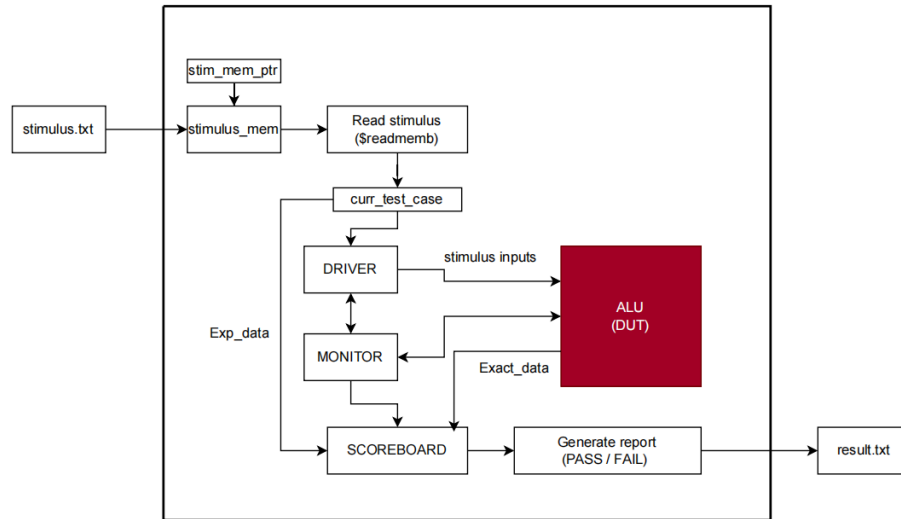 stim_mem_ptr
stimulus.txt
stimulus_mem
Read stimulus
($readmemb)
curr_test_case
DRIVER
stimulus inputs
ALU
(DUT)
Exp_data
MONITOR
Exact_data
SCOREBOARD
Generate report
(PASS / FAIL)
result.txt